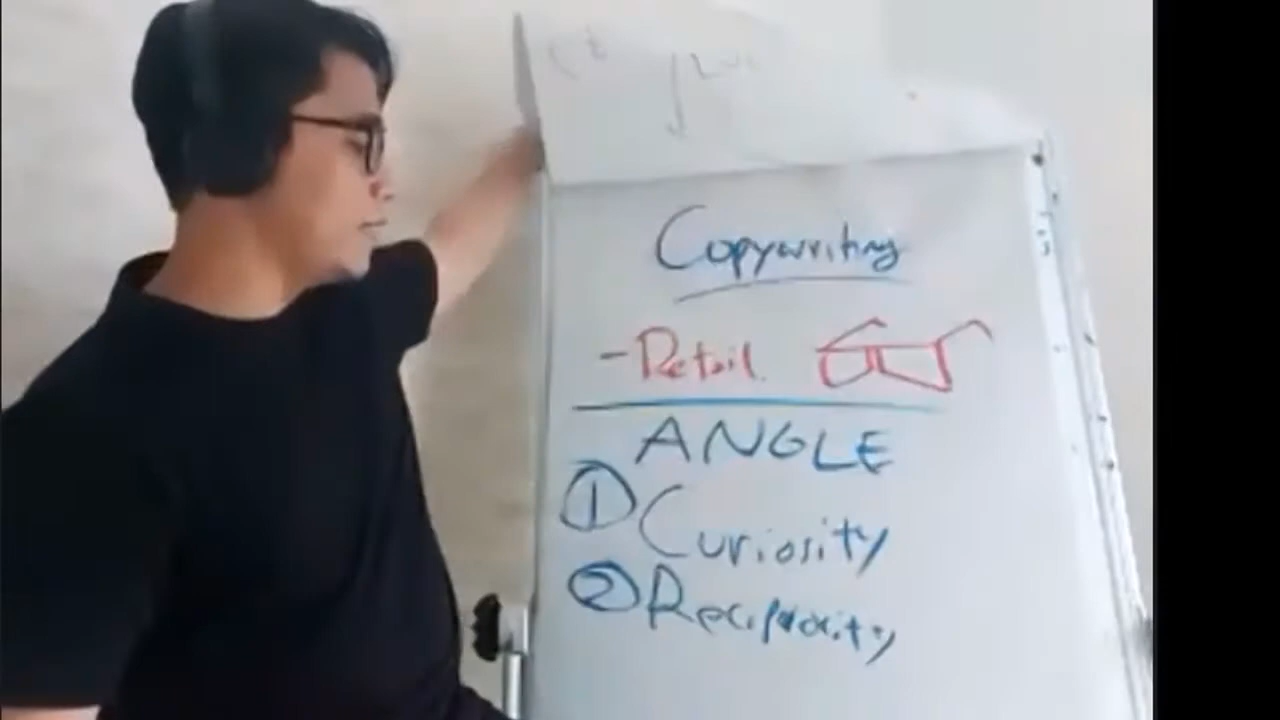 Copywriting
- Retail.
ANGLE
① Curiosity
② Reciprocity